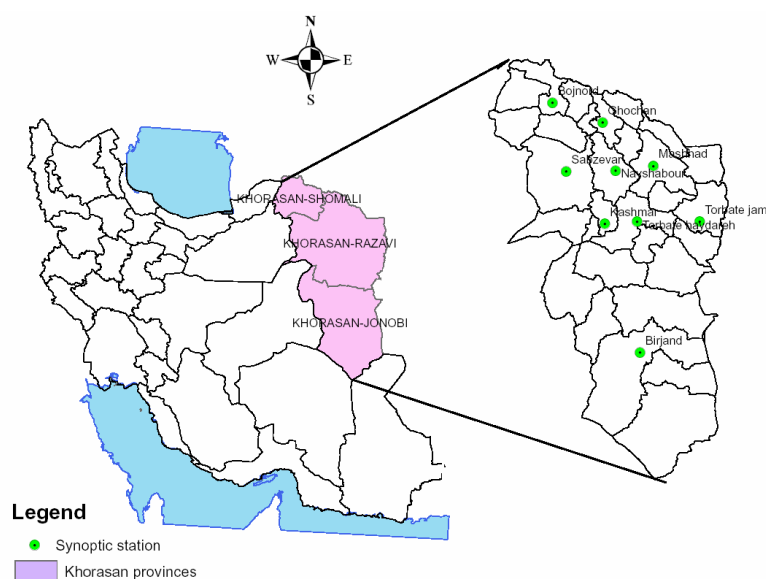 N
W
E
S
Bojnord
Ghochan
Sabzevar
Mashhad
Nayshabour
Kashmar
Torbate jam
Tarbate haydareh
Birjand
KHORASAN-SHOMALI
KHORASAN-RAZAVI
KHORASAN-JONOBI
Legend
Synoptic station
Khorasan provinces